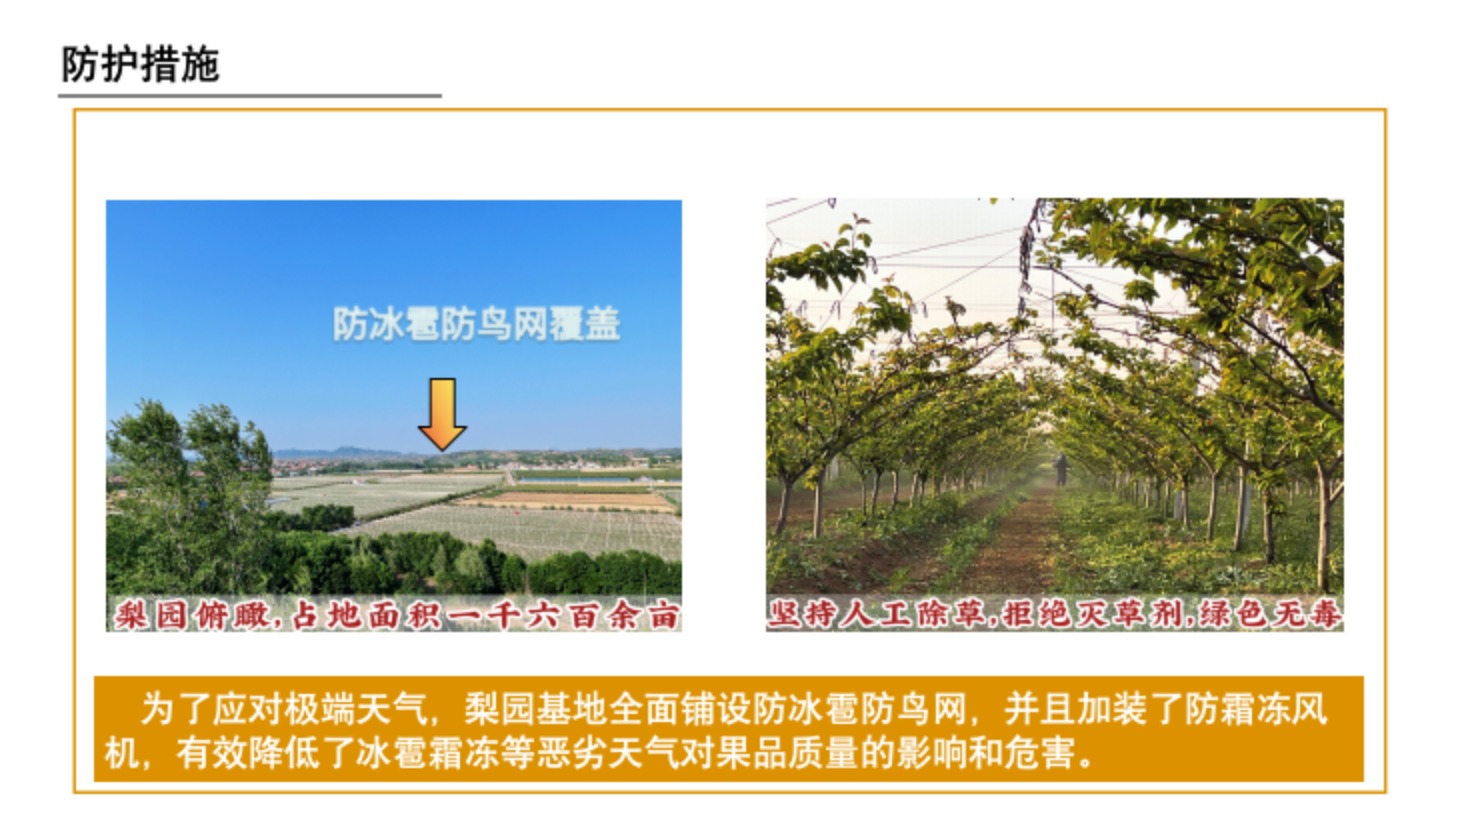 防护措施
防冰雹防鸟网覆盖
梨园俯瞰,占地面积一千六百余亩
坚持人工除草,拒绝灭草剂,绿色无毒
为了应对极端天气，梨园基地全面铺设防冰雹防鸟网，并且加装了防霜冻风
机，有效降低了冰雹霜冻等恶劣天气对果品质量的影响和危害。